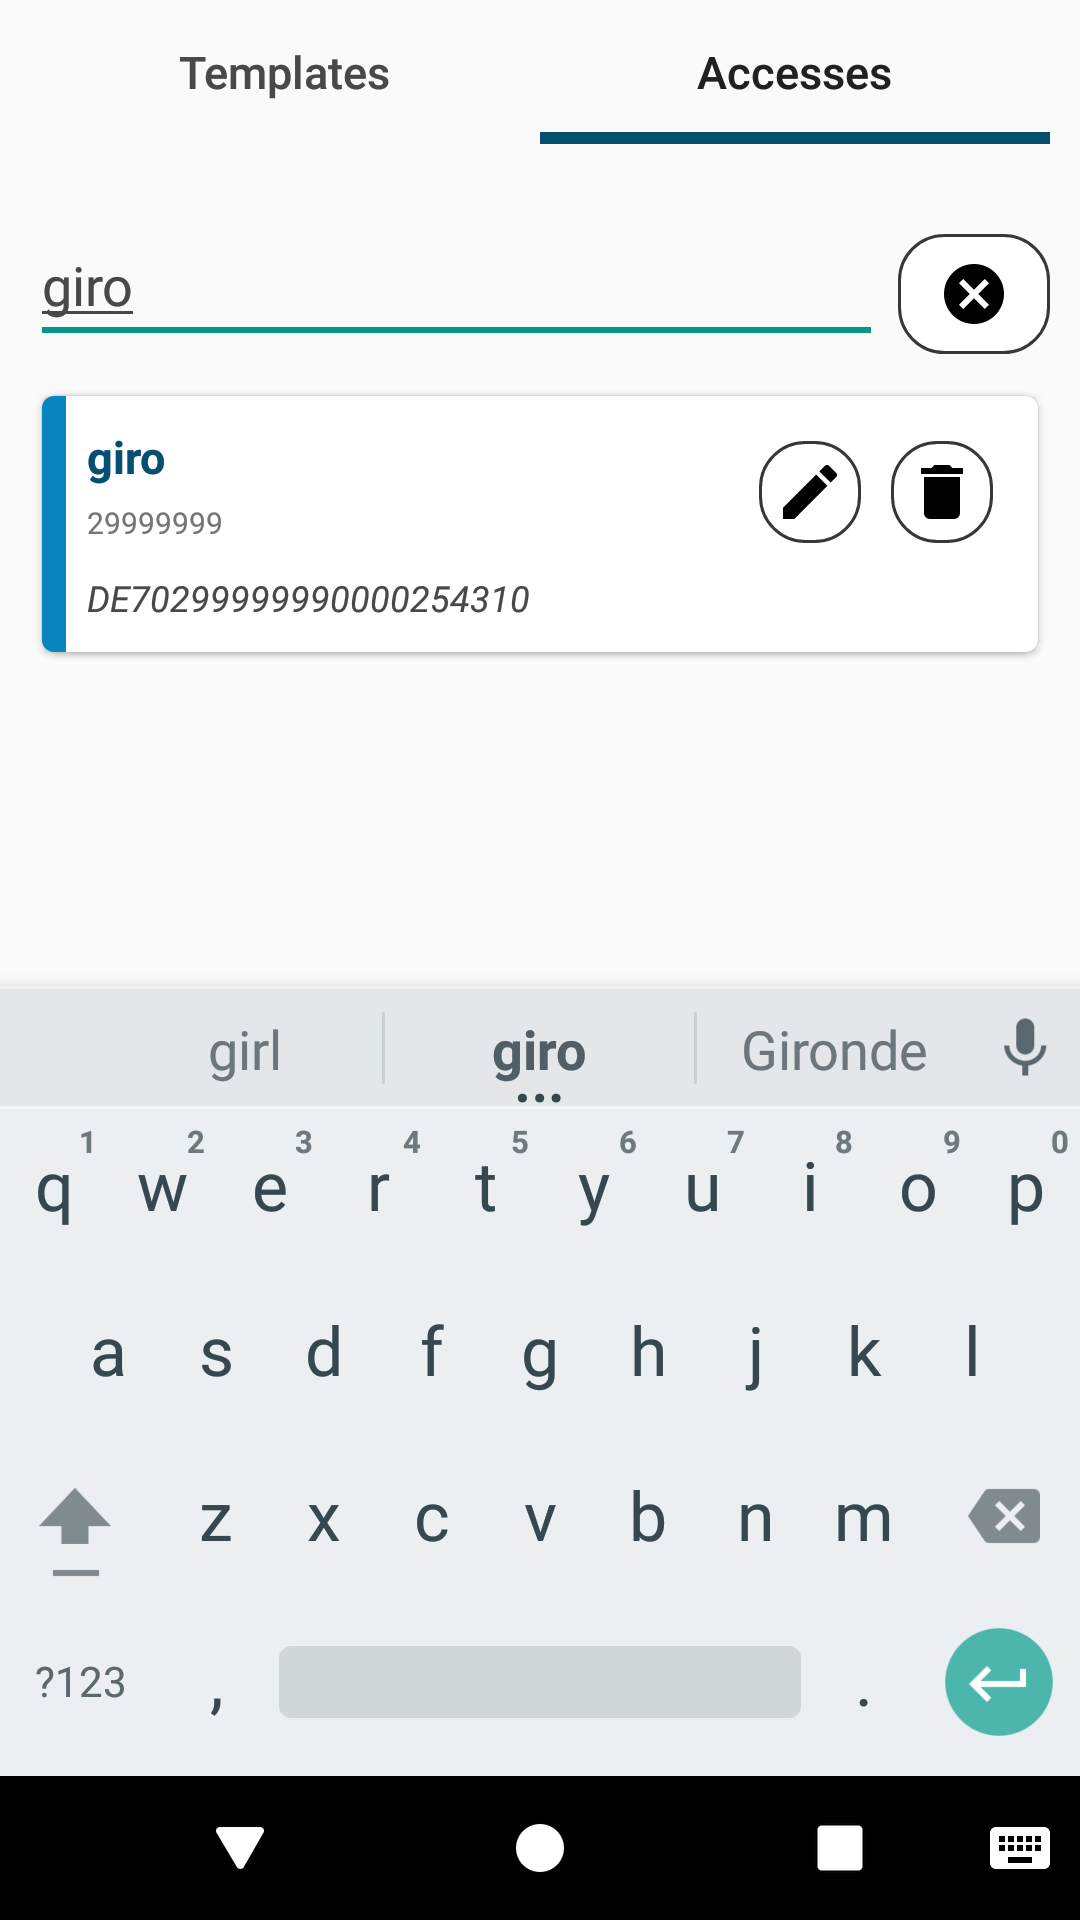 Templates Accesses
giro
giro
29999999
DE70299999990000254310
girl giro Gironde
1 2 3 4 5 6 7 8 9 0
q w e r t y u i o p
a s d f g h j k l
z x c v b n m
?123 , .